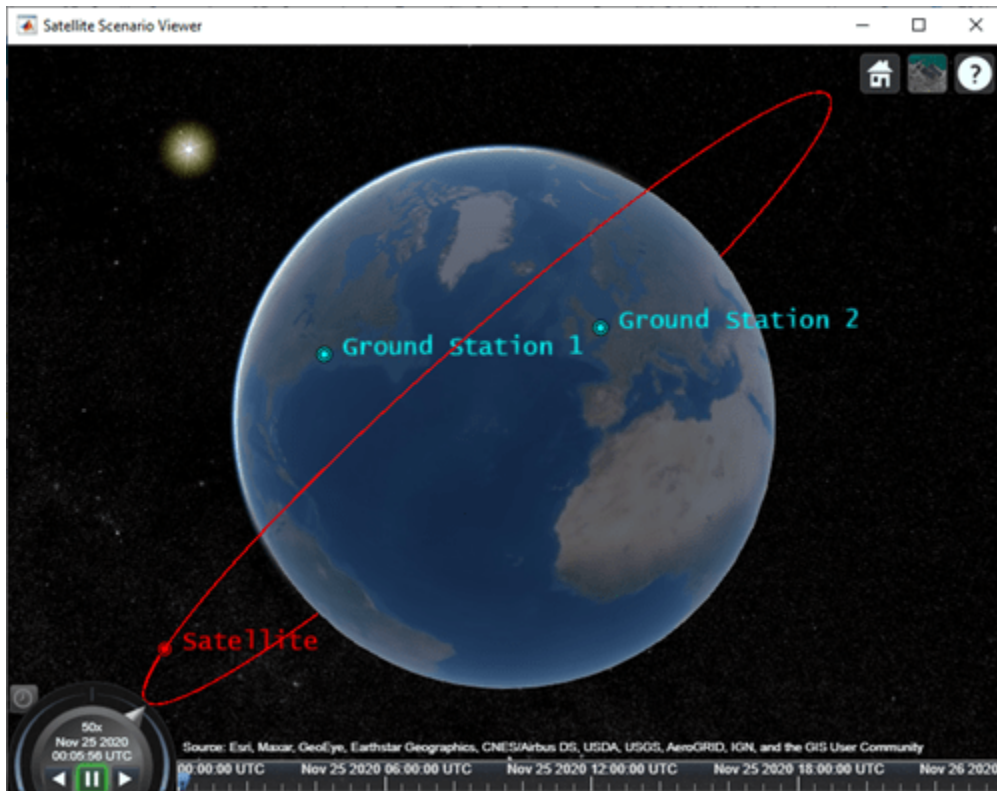 Satellite Scenario Viewer
?
Ground Station 2
Ground Station 1
Satellite
50x
Nov 25 2020
00:05:56 UTC
Source: Esri, Maxar, GeoEye, Earthstar Geographics, CNES/Airbus DS, USDA, USGS, AeroGRID, IGN, and the GIS User Community
00:00:00 UTC Nov 25 2020 06:00:00 UTC Nov 25 2020 12:00:00 UTC Nov 25 2020 18:00:00 UTC Nov 26 2020